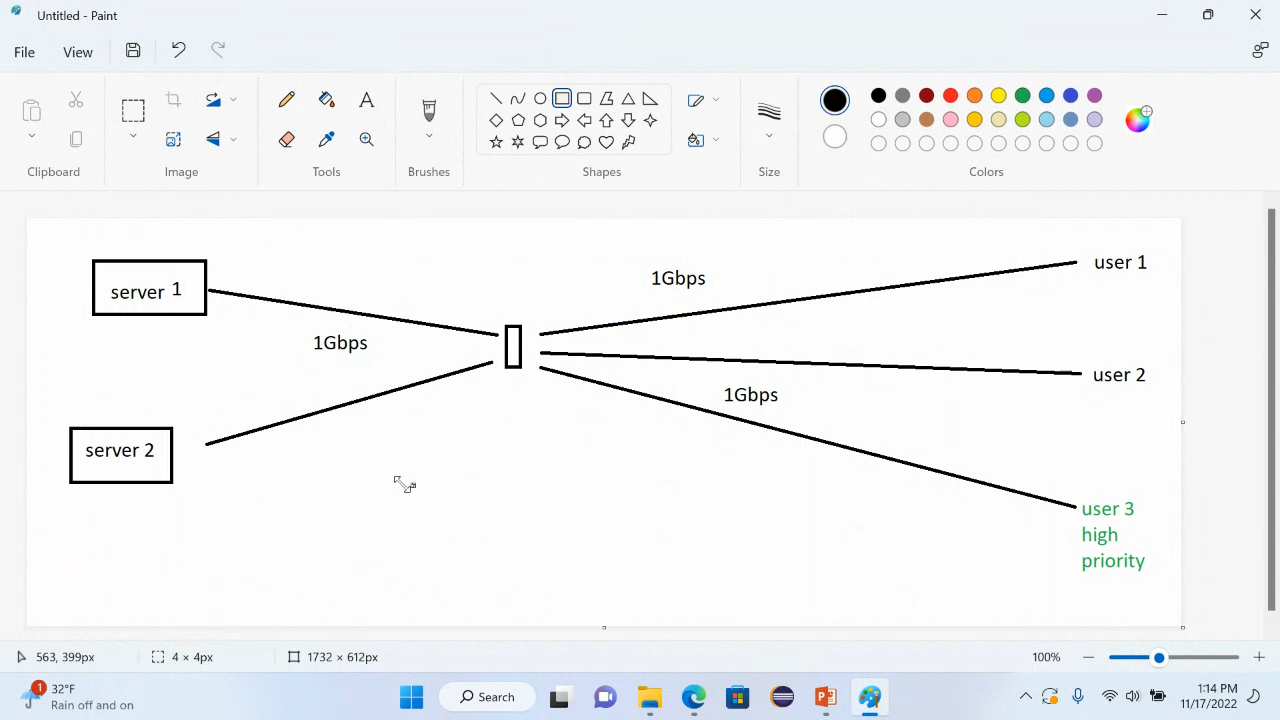 Untitled - Paint
File
View
Clipboard
Image
Tools
Brushes
Shapes
Size
Colors
server 1
1Gbps
server 2
1Gbps
1Gbps
user 1
user 2
user 3
high
priority
563, 399px
4 × 4px
1732 × 612px
100%
1
32°F
Rain off and on
Search
1:14 PM
11/17/2022